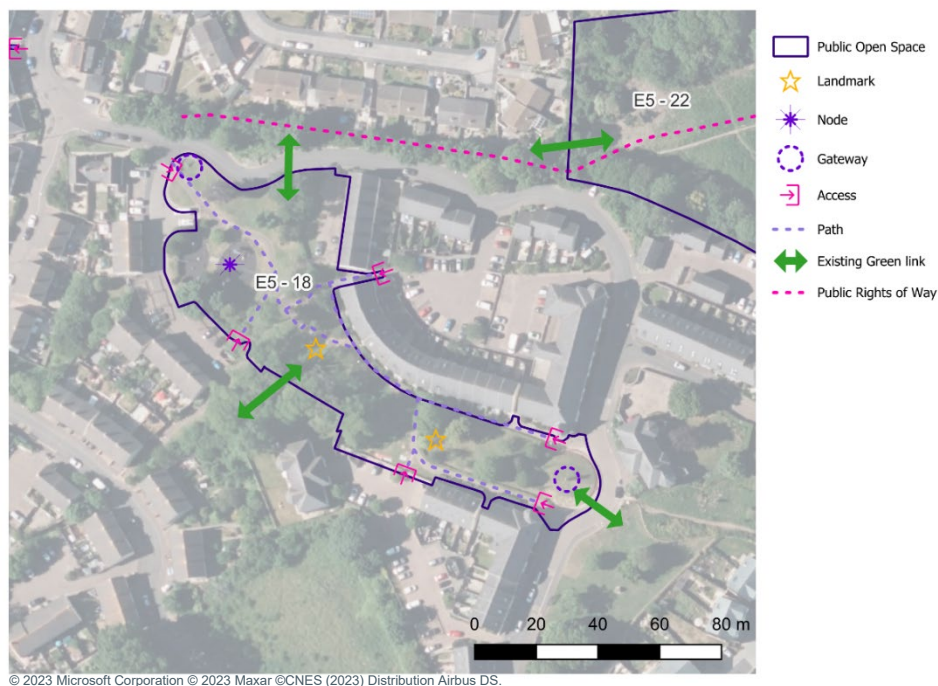 E5 - 22
E5 - 18
0 20 40 60 80 m
Public Open Space
Landmark
Node
Gateway
Access
Path
Existing Green link
Public Rights of Way
© 2023 Microsoft Corporation © 2023 Maxar ©CNES (2023) Distribution Airbus DS.